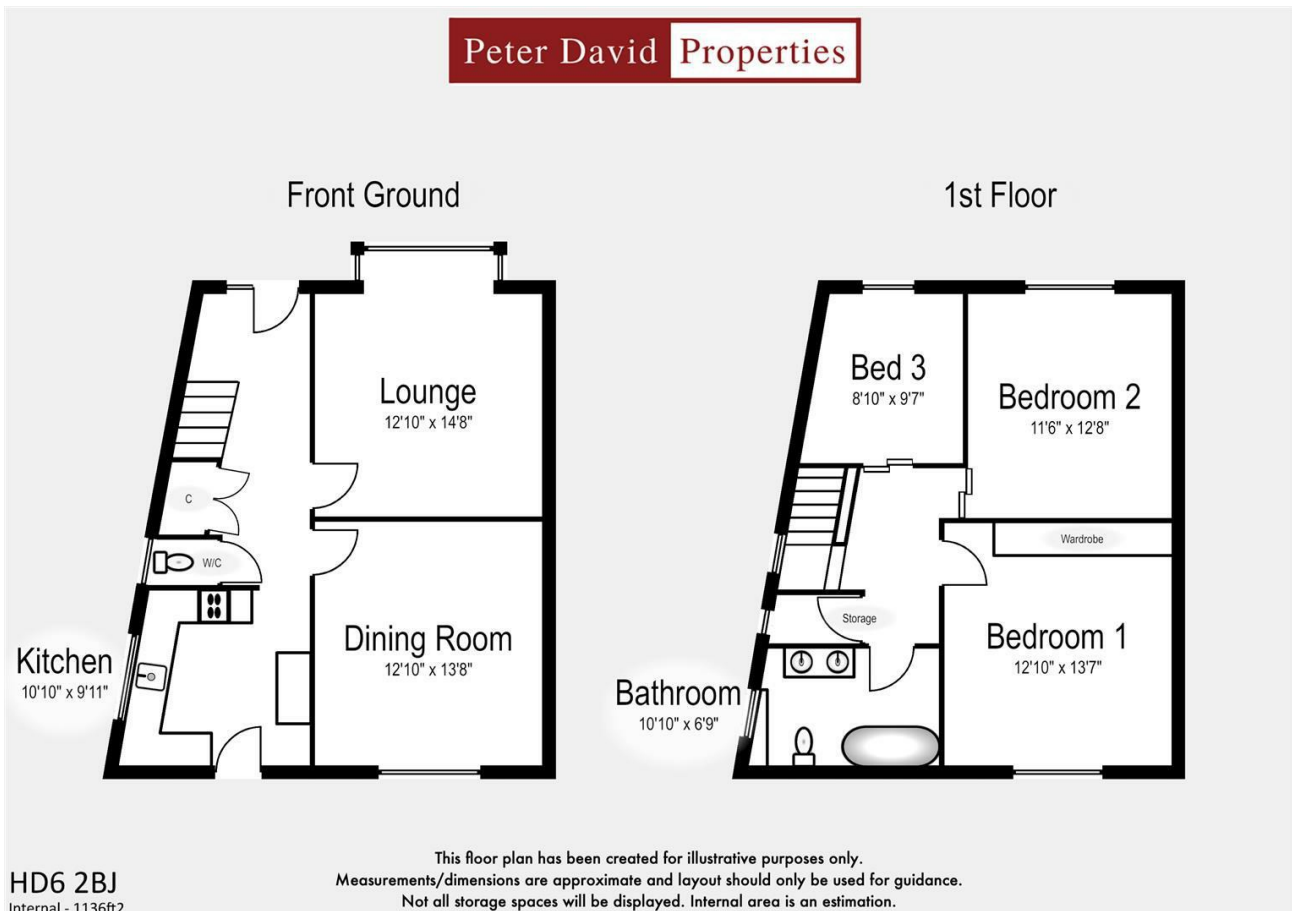 Peter David Properties
Front Ground
1st Floor
Lounge
12'10" x 14'8"
C
W/C
Dining Room
12'10" x 13'8"
Kitchen
10'10" x 9'11"
Bed 3
8'10" x 9'7"
Bedroom 2
11'6" x 12'8"
Wardrobe
Storage
Bedroom 1
12'10" x 13'7"
Bathroom
10'10" x 6'9"
HD6 2BJ
Internal - 1136ft2
This floor plan has been created for illustrative purposes only.
Measurements/dimensions are approximate and layout should only be used for guidance.
Not all storage spaces will be displayed. Internal area is an estimation.